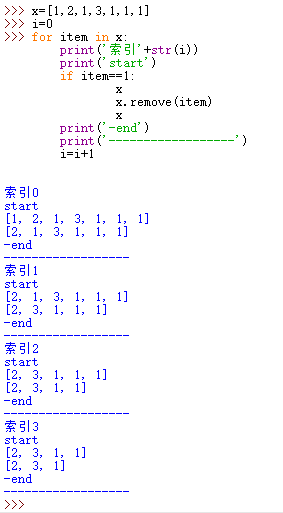 >>> x=[1,2,1,3,1,1,1]
>>> i=0
>>> for item in x:
        print('索引'+str(i))
        print('start')
        if item==1:
                x
                x.remove(item)
                x
        print('-end')
        print('------------------')
        i=i+1
索引0
start
[1, 2, 1, 3, 1, 1, 1]
[2, 1, 3, 1, 1, 1]
-end
------------------
索引1
start
[2, 1, 3, 1, 1, 1]
[2, 3, 1, 1, 1]
-end
------------------
索引2
start
[2, 3, 1, 1, 1]
[2, 3, 1, 1]
-end
------------------
索引3
start
[2, 3, 1, 1]
[2, 3, 1]
-end
------------------
>>>